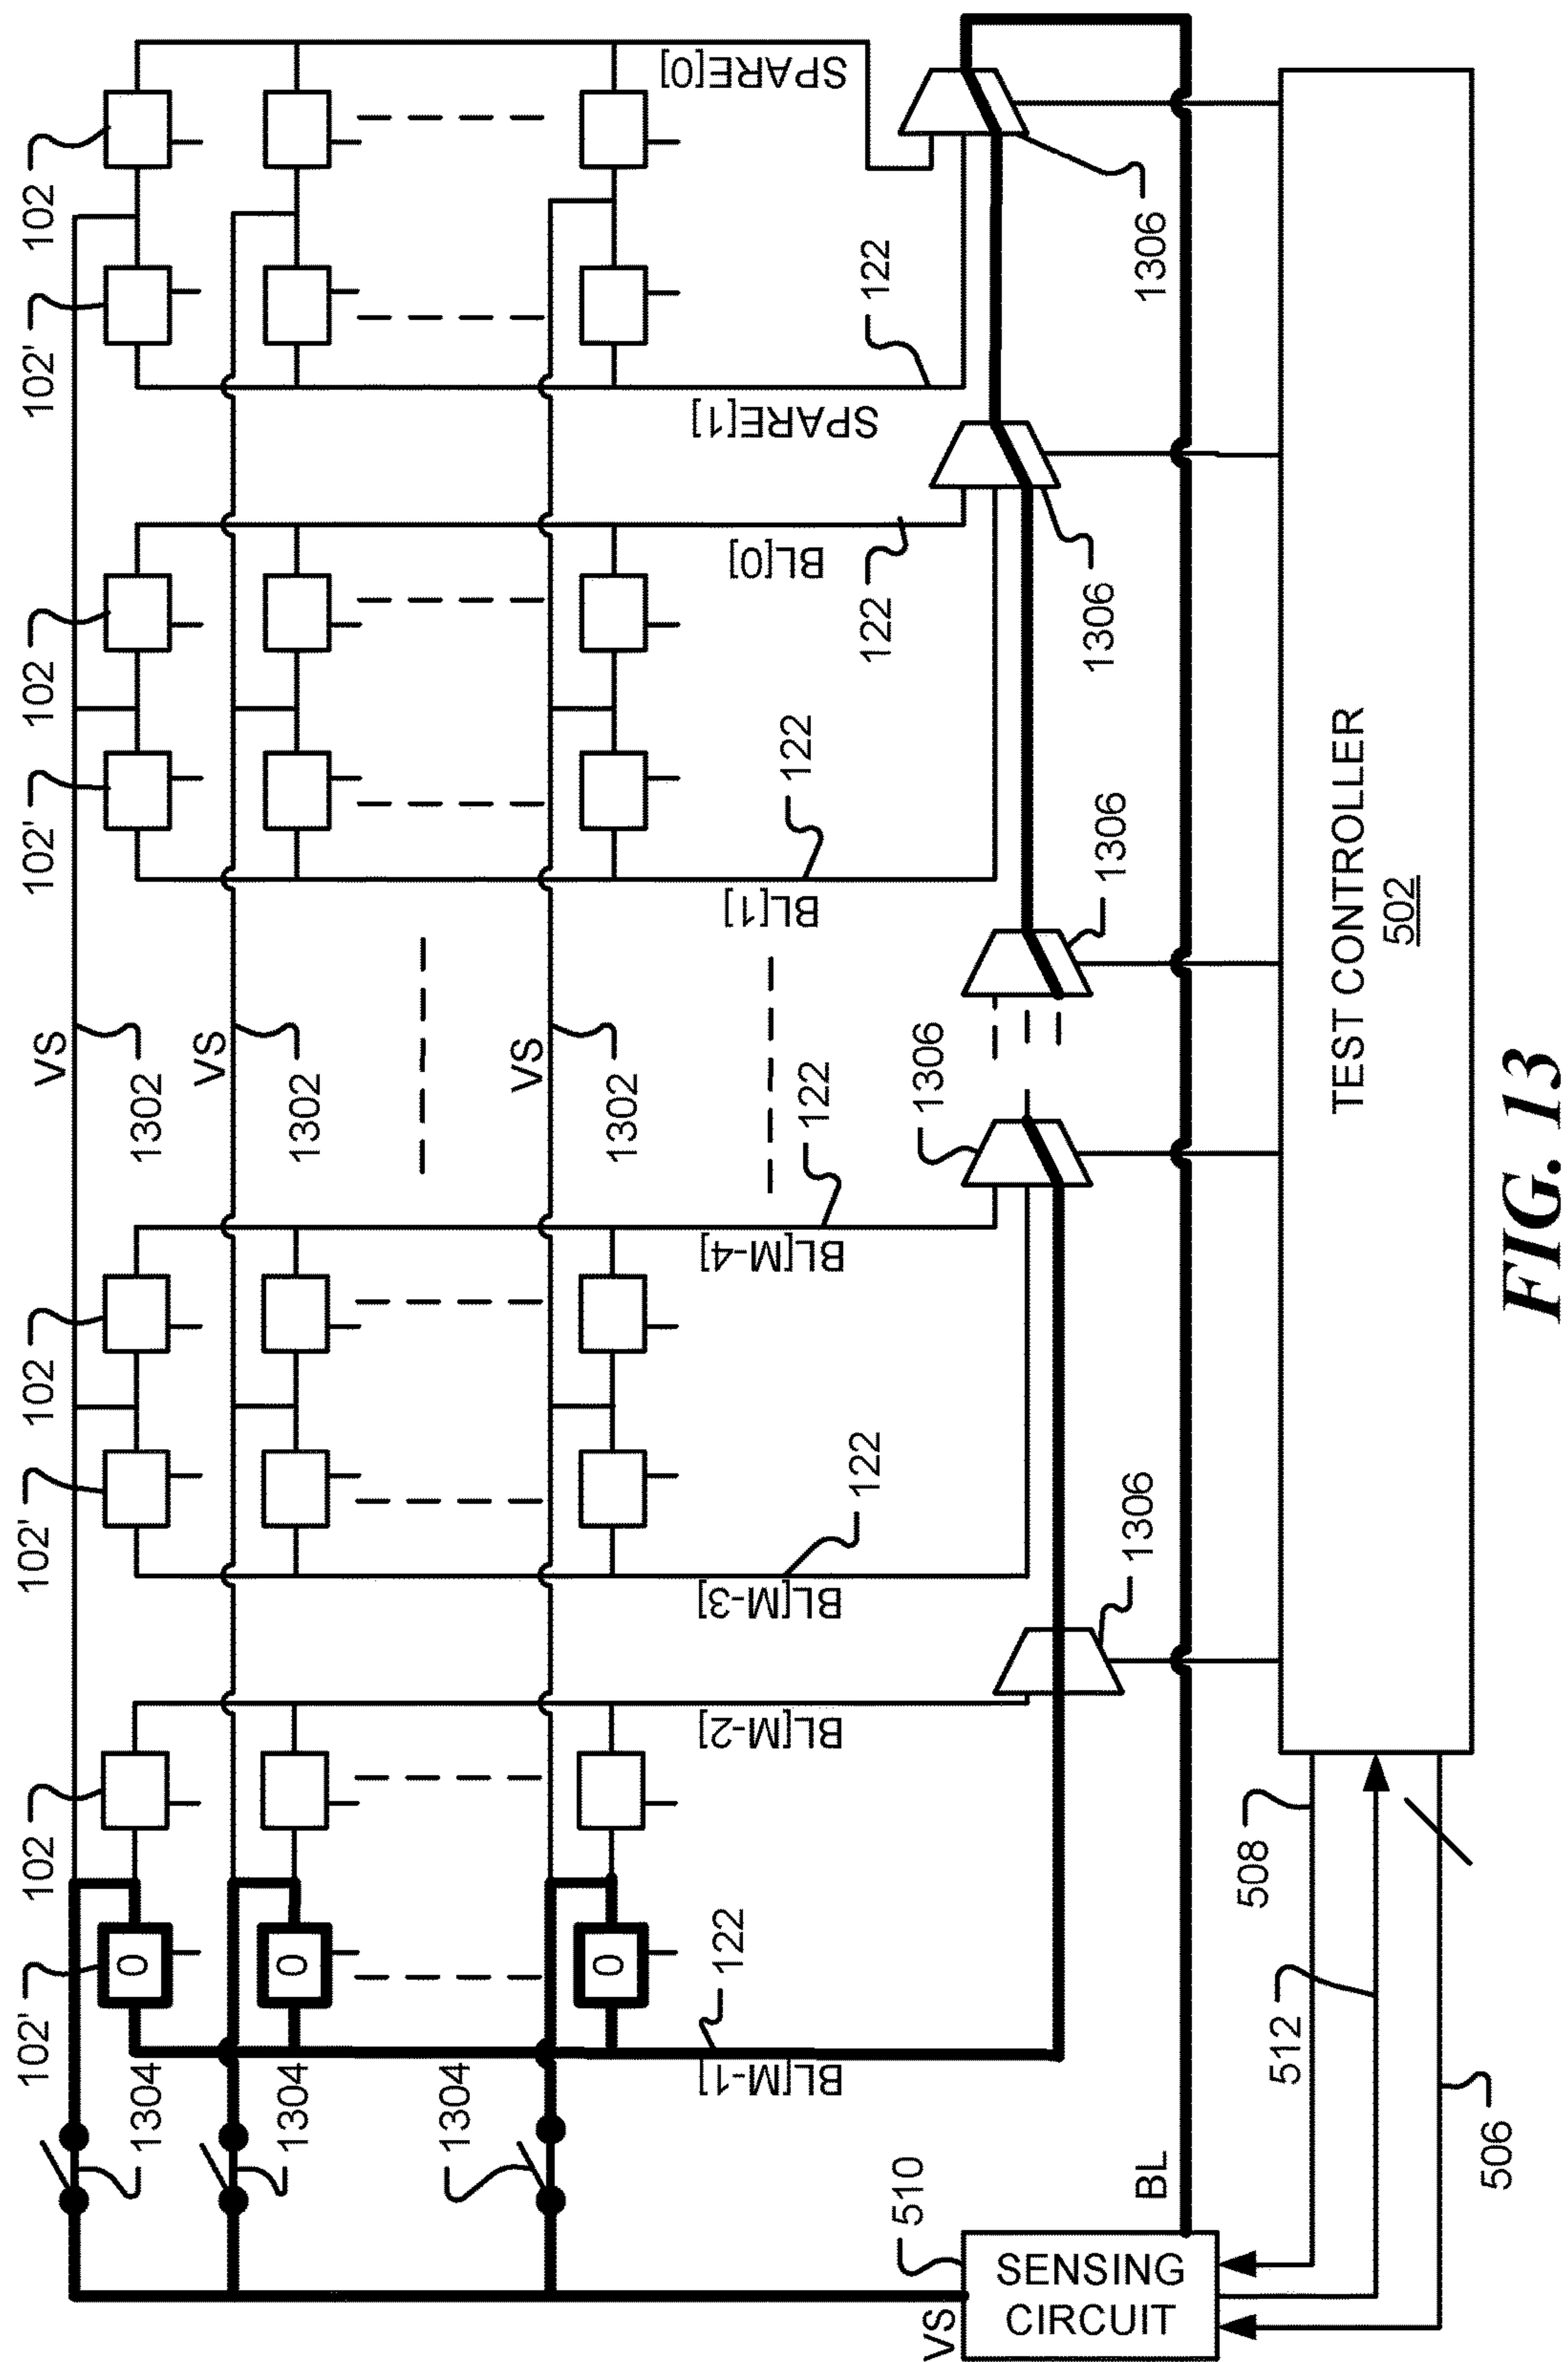 102' 102 102' 102 102' 102 102' 102
VS VS VS
1302 1302 1302
1304 1304 1304
0 0 0
BL[M-1] BL[M-2] BL[M-3] BL[M-4] BL[1] BL[0] SPARE[1] SPARE[0]
122 122 122 122 122 122
1306 1306 1306 1306 1306
VS
510
SENSING
CIRCUIT
BL
508
512
506
TEST CONTROLLER
502
FIG. 13